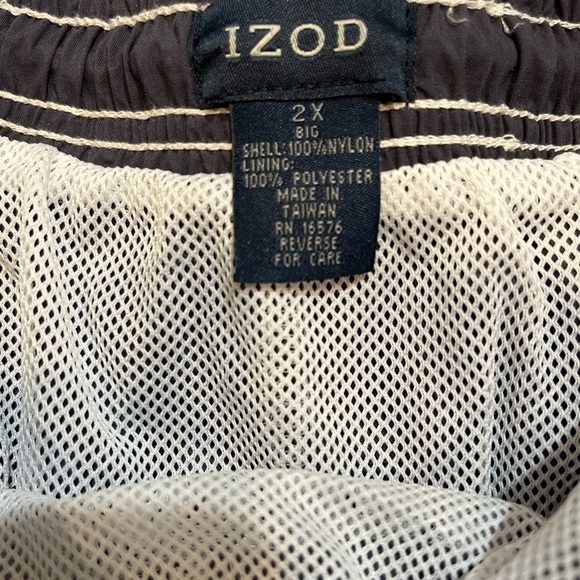 IZOD
2X
BIG
SHELL:100%NYLON
LINING:
100% POLYESTER
MADE IN
TAIWAN
RN. 16576
REVERSE
FOR CARE